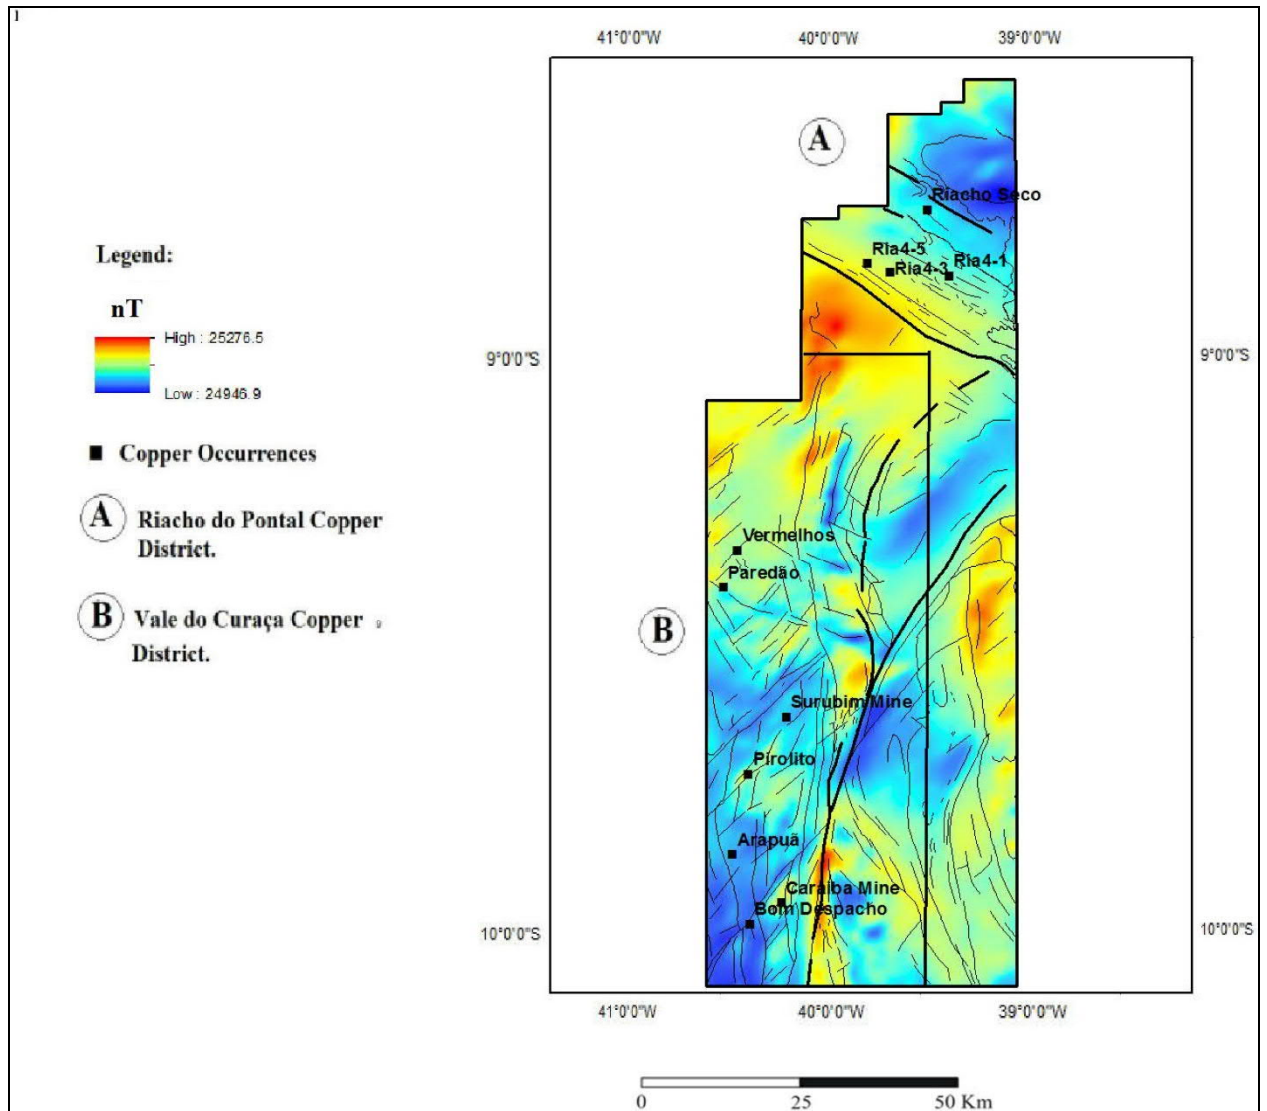 41°0'0"W 40°0'0"W 39°0'0"W
A
Riacho Seco
Legend:
Ria4-5
Ria4-3
Ria4-1
nT
High : 25276.5
9°0'0"S
9°0'0"S
Low : 24946.9
Copper Occurrences
A Riacho do Pontal Copper
District.
Vermelhos
Paredão
B Vale do Curaça Copper
District.
B
Surubim Mine
Pirolito
Arapuã
Caraiba Mine
Bom Despacho
10°0'0"S
10°0'0"S
41°0'0"W 40°0'0"W 39°0'0"W
0 25 50 Km